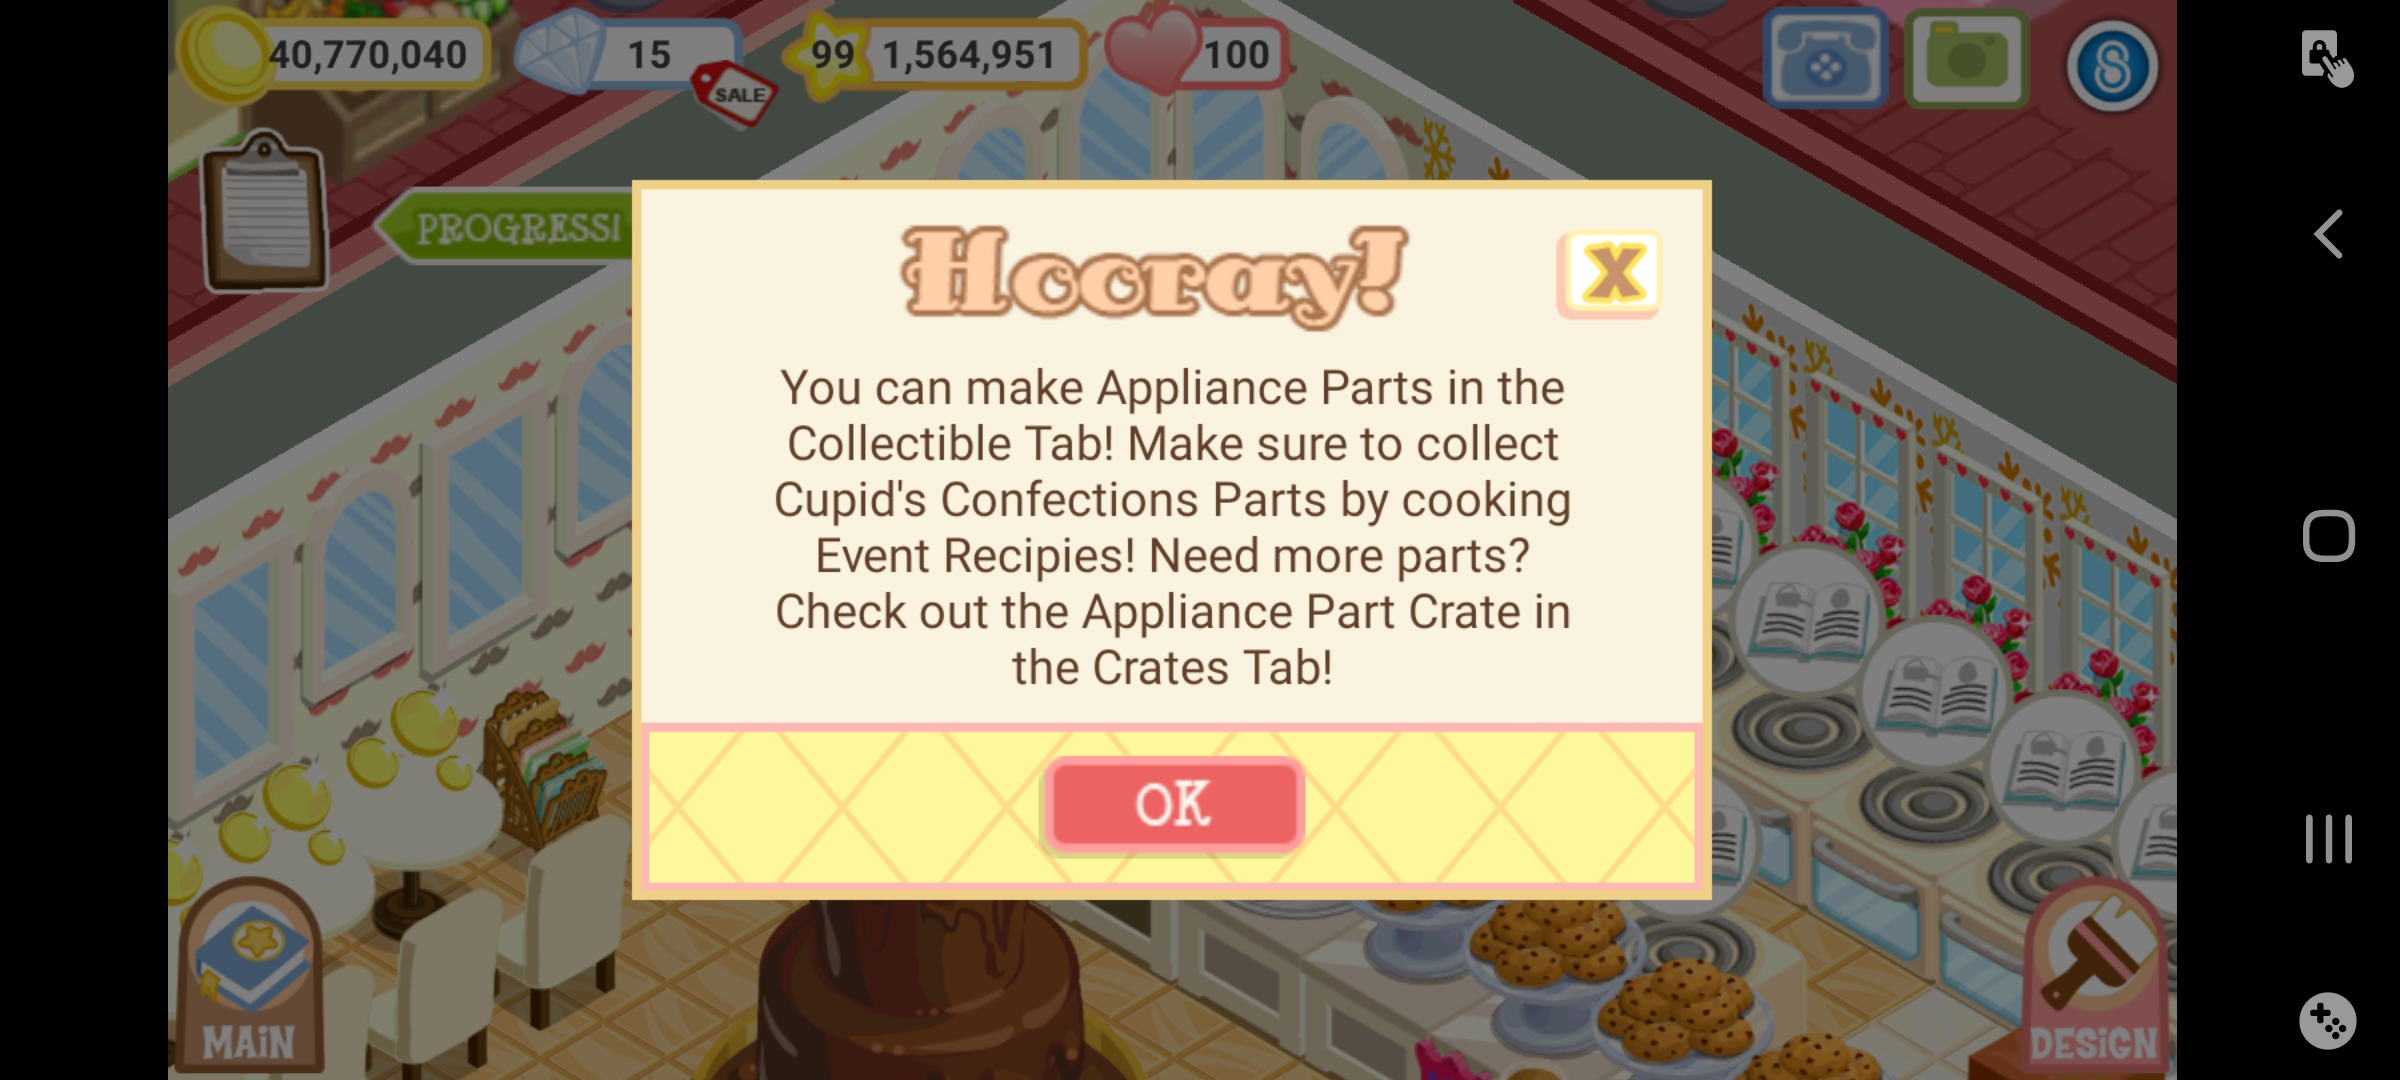 40,770,040
15
SALE
99
1,564,951
100
PROGRESS!
Hooray!
X
You can make Appliance Parts in the
Collectible Tab! Make sure to collect
Cupid's Confections Parts by cooking
Event Recipies! Need more parts?
Check out the Appliance Part Crate in
the Crates Tab!
OK
MAiN
DESiGN